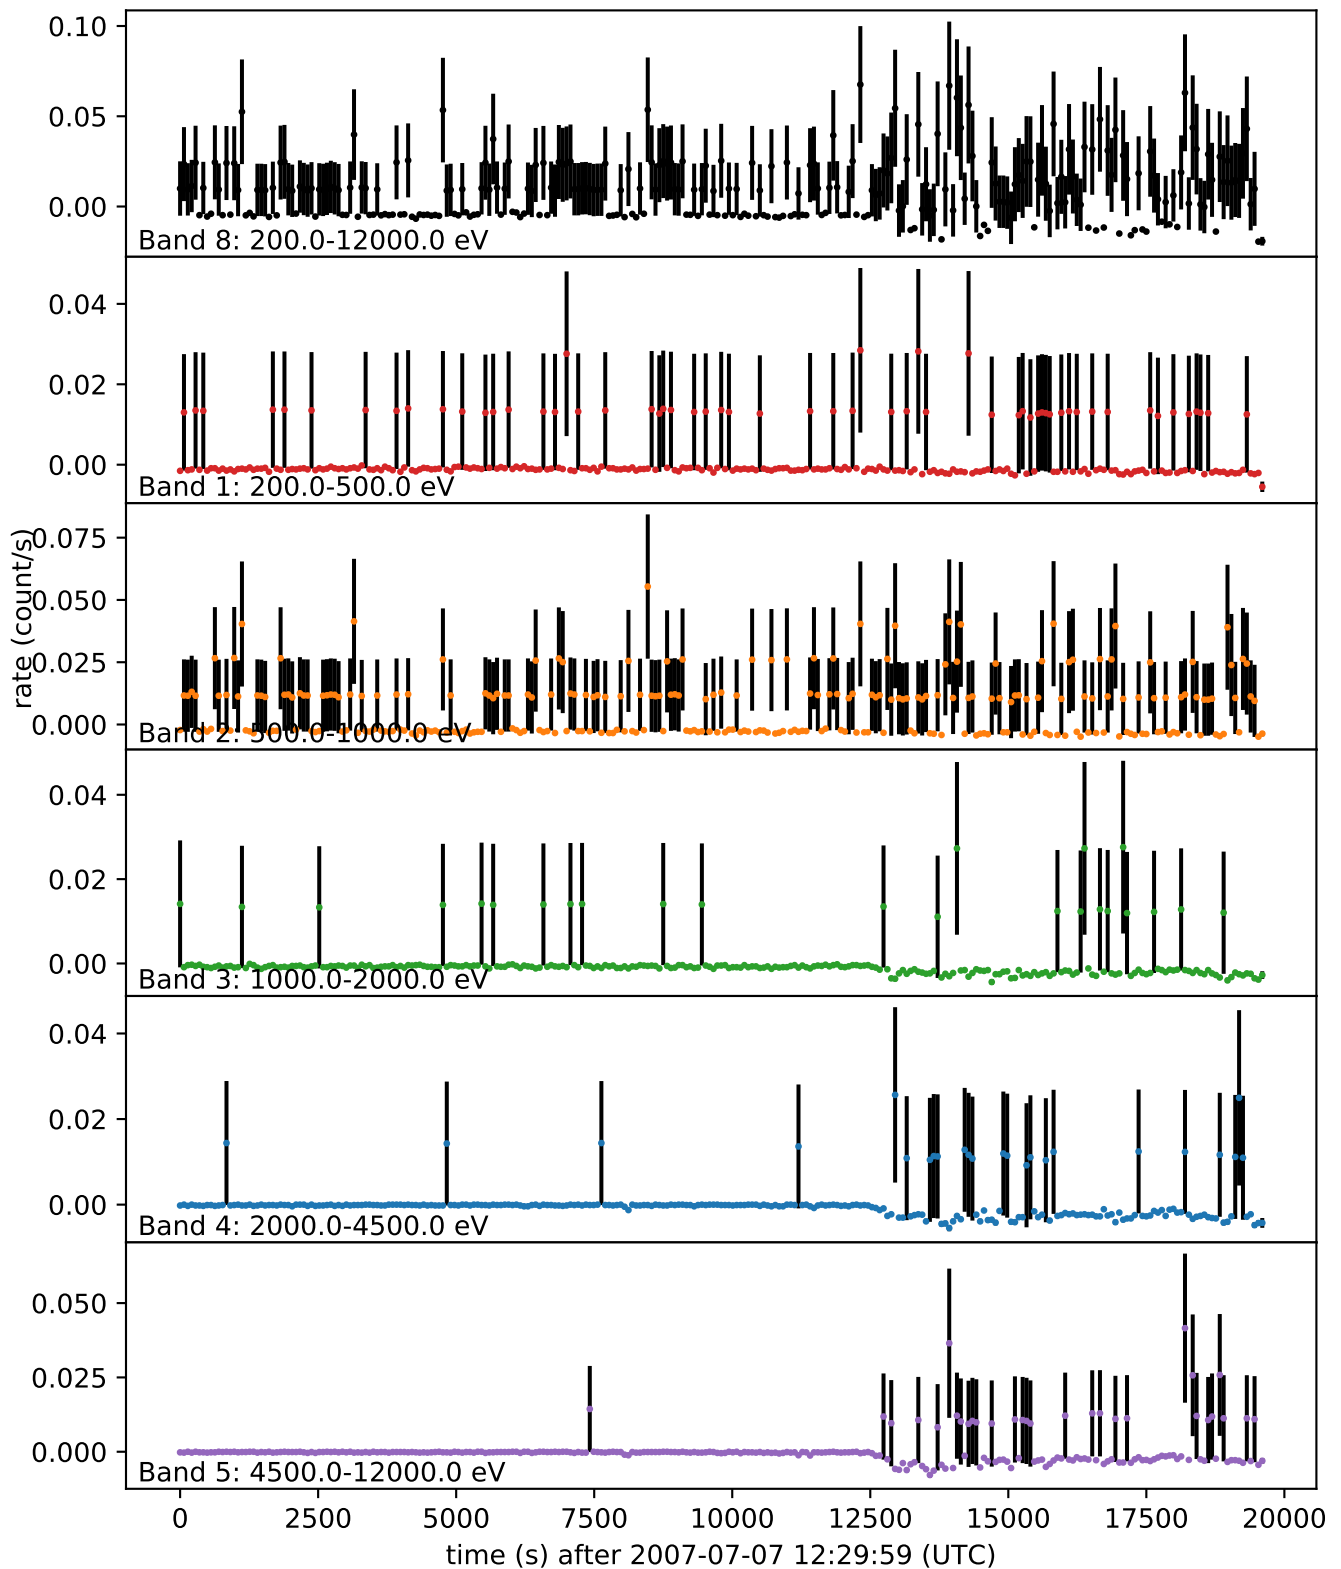 0.10
0.05
0.00
Band 8: 200.0-12000.0 eV
0.04
0.02
0.00
Band 1: 200.0-500.0 eV
rate (count/s)
0.075
0.050
0.025
0.000
Band 2: 500.0-1000.0 eV
0.04
0.02
0.00
Band 3: 1000.0-2000.0 eV
0.04
0.02
0.00
Band 4: 2000.0-4500.0 eV
0.050
0.025
0.000
Band 5: 4500.0-12000.0 eV
0 2500 5000 7500 10000 12500 15000 17500 20000
time (s) after 2007-07-07 12:29:59 (UTC)